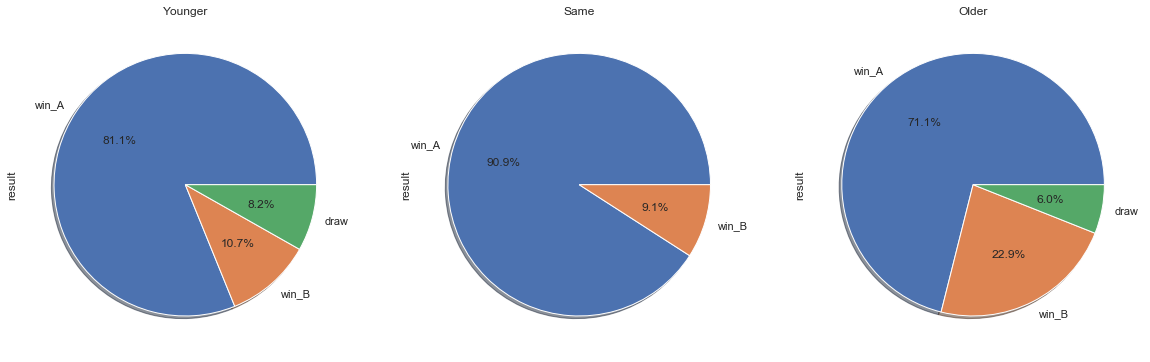 Younger
win_A
81.1%
8.2%
10.7%
draw
win_B
result
Same
win_A
90.9%
9.1%
win_B
result
Older
win_A
71.1%
6.0%
22.9%
draw
win_B
result